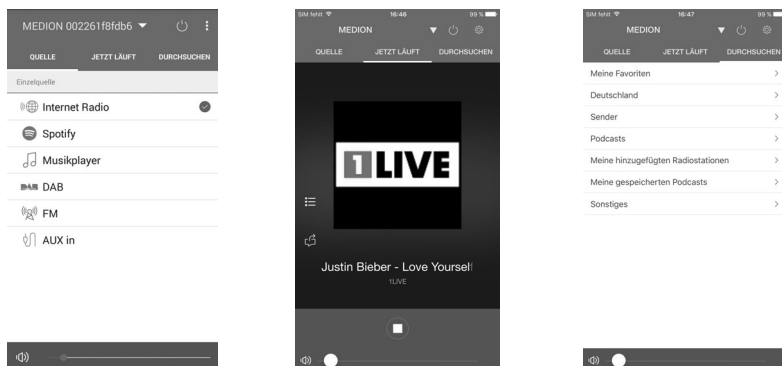 MEDION 002261f8fdb6
QUELLE JETZT LÄUFT DURCHSUCHEN
Einzelquelle
Internet Radio
Spotify
Musikplayer
DAB DAB
FM
AUX in
SIM fehlt 16:46 99 %
MEDION
QUELLE JETZT LÄUFT DURCHSUCHEN
1LIVE
Justin Bieber - Love Yourself
1LIVE
SIM fehlt 16:47 99 %
MEDION
QUELLE JETZT LÄUFT DURCHSUCHEN
Meine Favoriten
Deutschland
Sender
Podcasts
Meine hinzugefügten Radiostationen
Meine gespeicherten Podcasts
Sonstiges